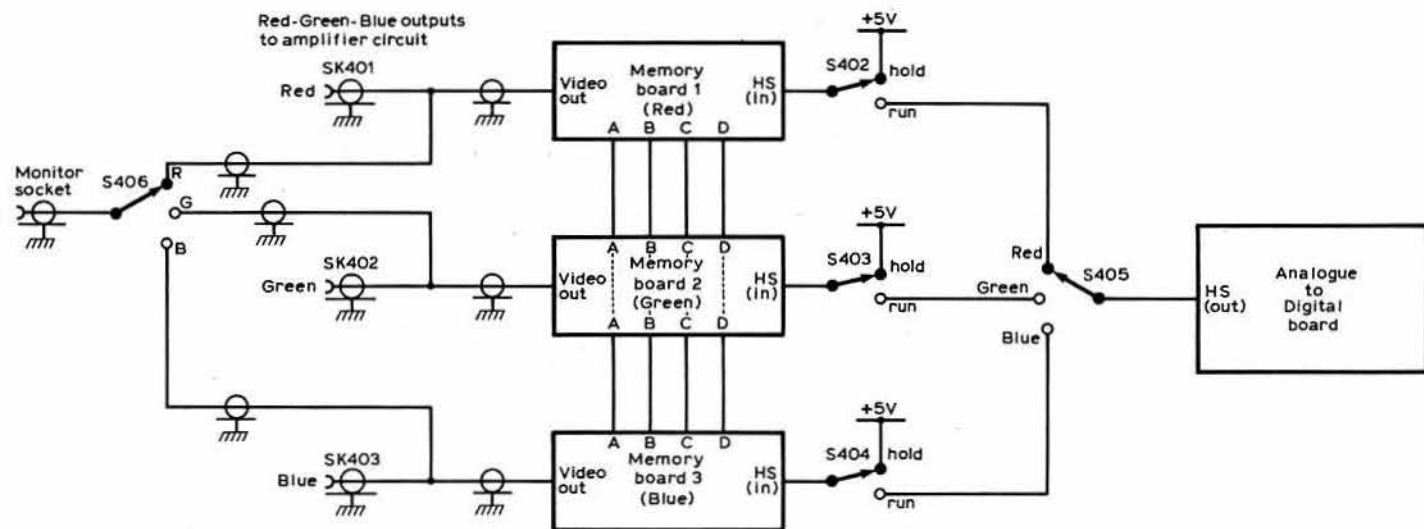 Red-Green-Blue outputs
to amplifier circuit
SK401
Red
Video
out
Memory
board 1
(Red)
HS
(in)
A B C D
+5V
S402
hold
run
Monitor
socket
S406
R
G
B
SK402
Green
Video
out
A B C D
Memory
board 2
(Green)
A B C D
HS
(in)
+5V
S403
hold
run
Red
Green
Blue
S405
HS
(out)
Analogue
to
Digital
board
SK403
Blue
Video
out
A B C D
Memory
board 3
(Blue)
HS
(in)
+5V
S404
hold
run